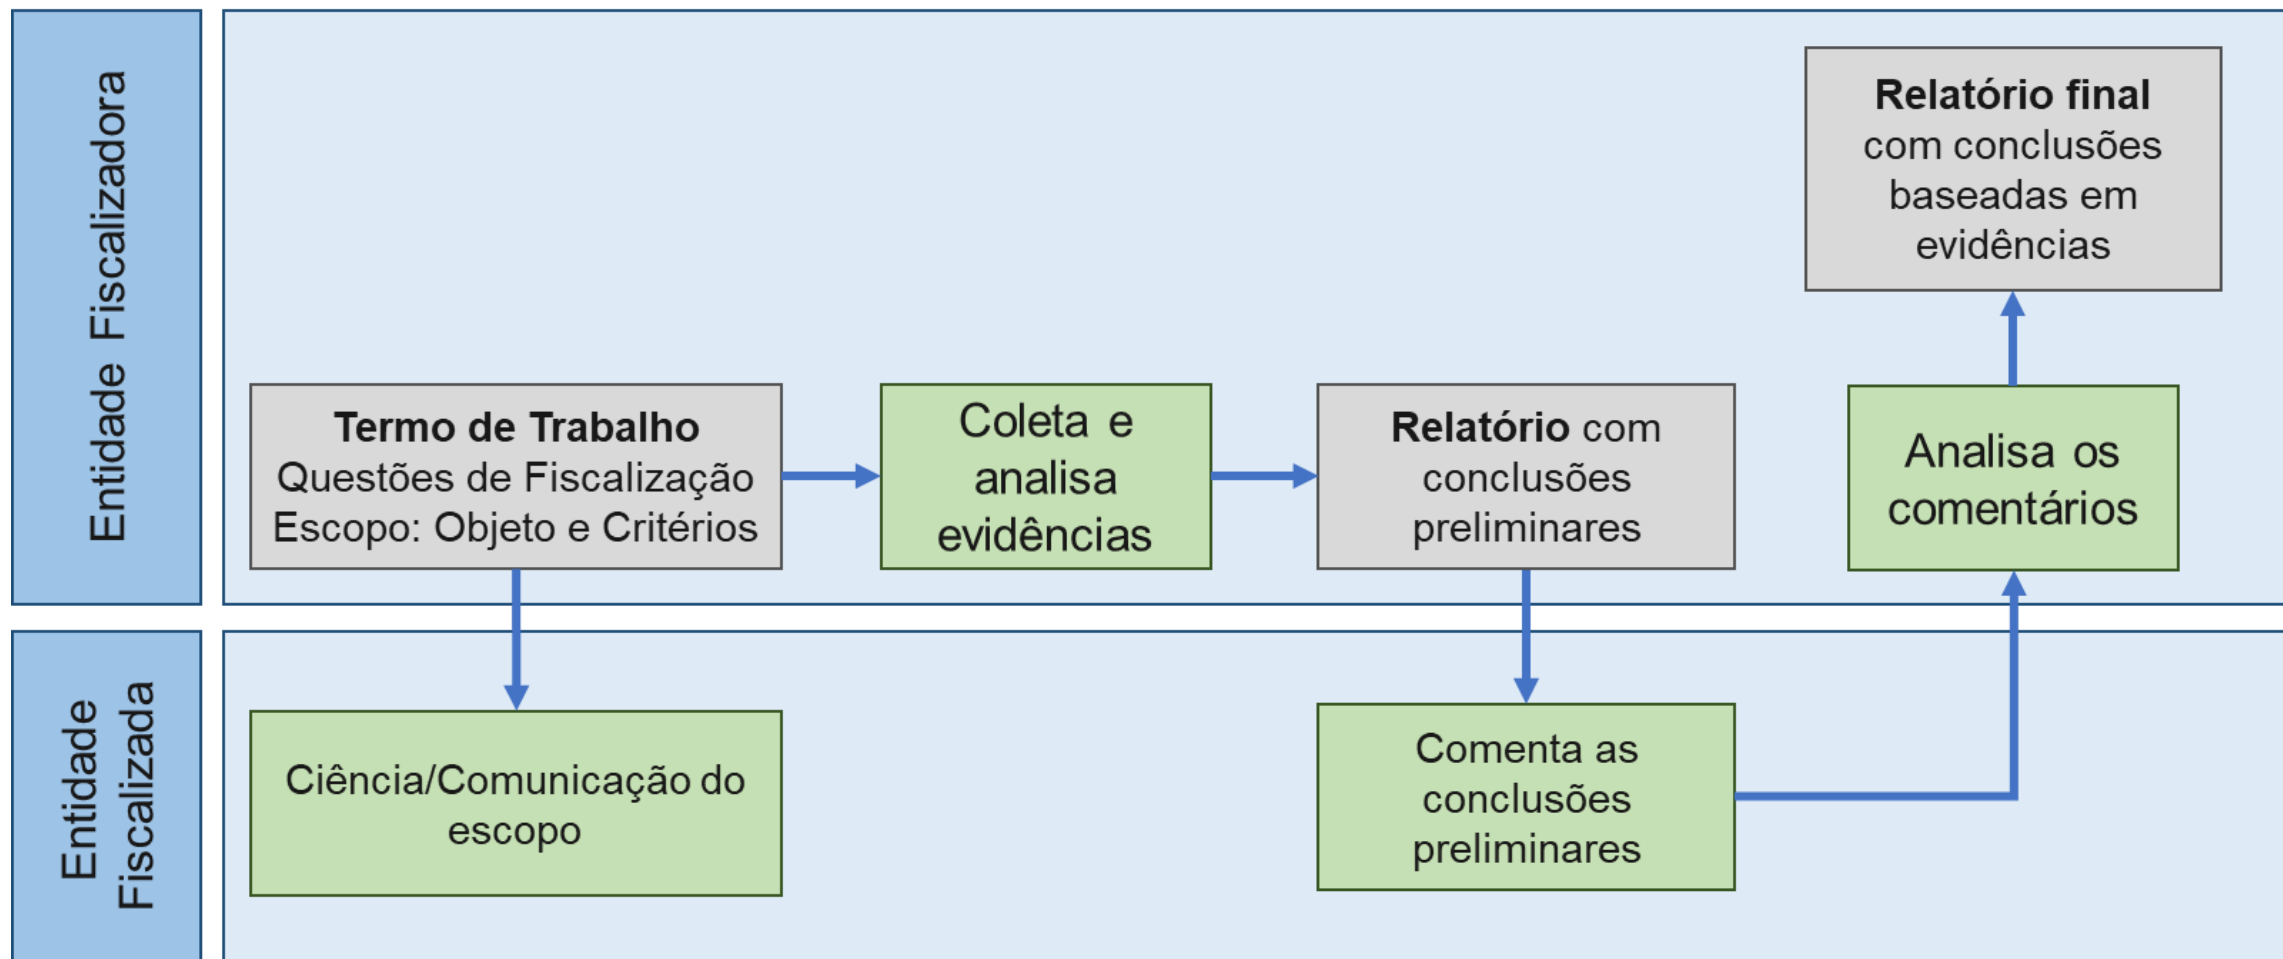 Entidade Fiscalizadora
Termo de Trabalho
Questões de Fiscalização
Escopo: Objeto e Critérios
Coleta e
analisa
evidências
Relatório com
conclusões
preliminares
Analisa os
comentários
Relatório final
com conclusões
baseadas em
evidências
Entidade
Fiscalizada
Ciência/Comunicação do
escopo
Comenta as
conclusões
preliminares